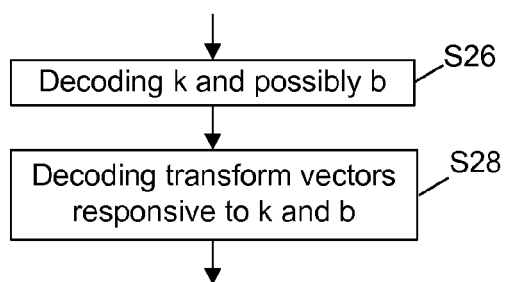 S26
Decoding k and possibly b
S28
Decoding transform vectors
responsive to k and b